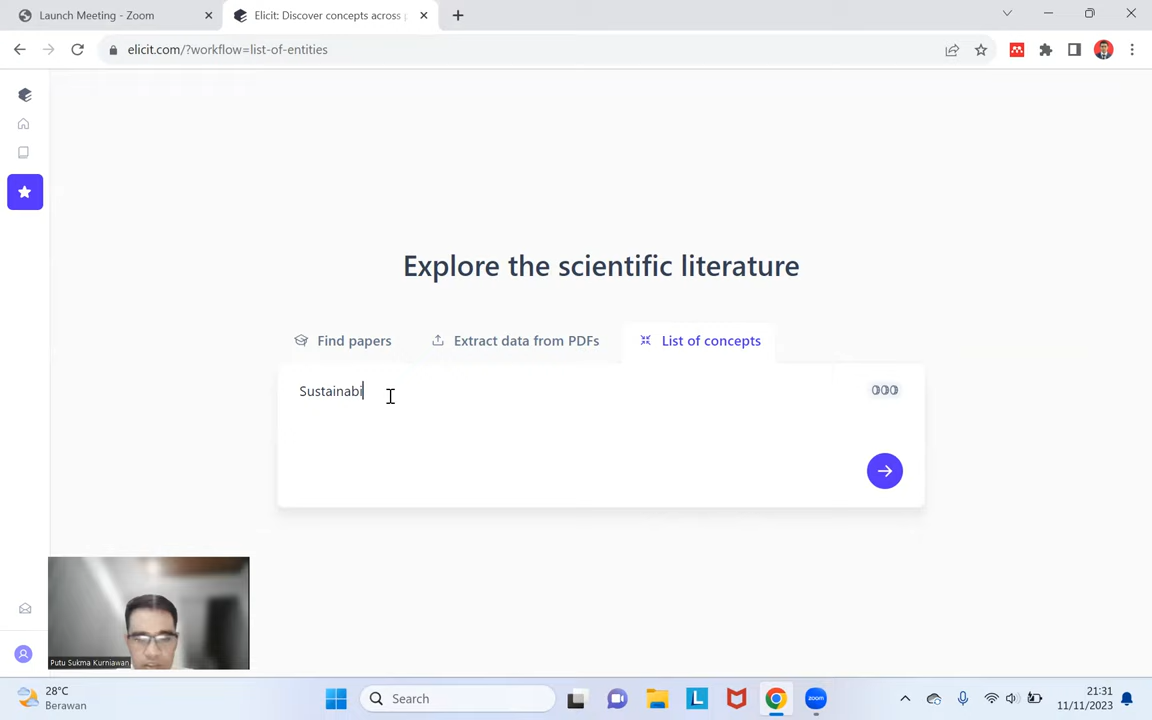 Launch Meeting - Zoom
Elicit: Discover concepts across
elicit.com/?workflow=list-of-entities
Explore the scientific literature
Find papers
Extract data from PDFs
List of concepts
Sustainabi
Putu Sukma Kurniawan
28°C
Berawan
Search
21:31
11/11/2023